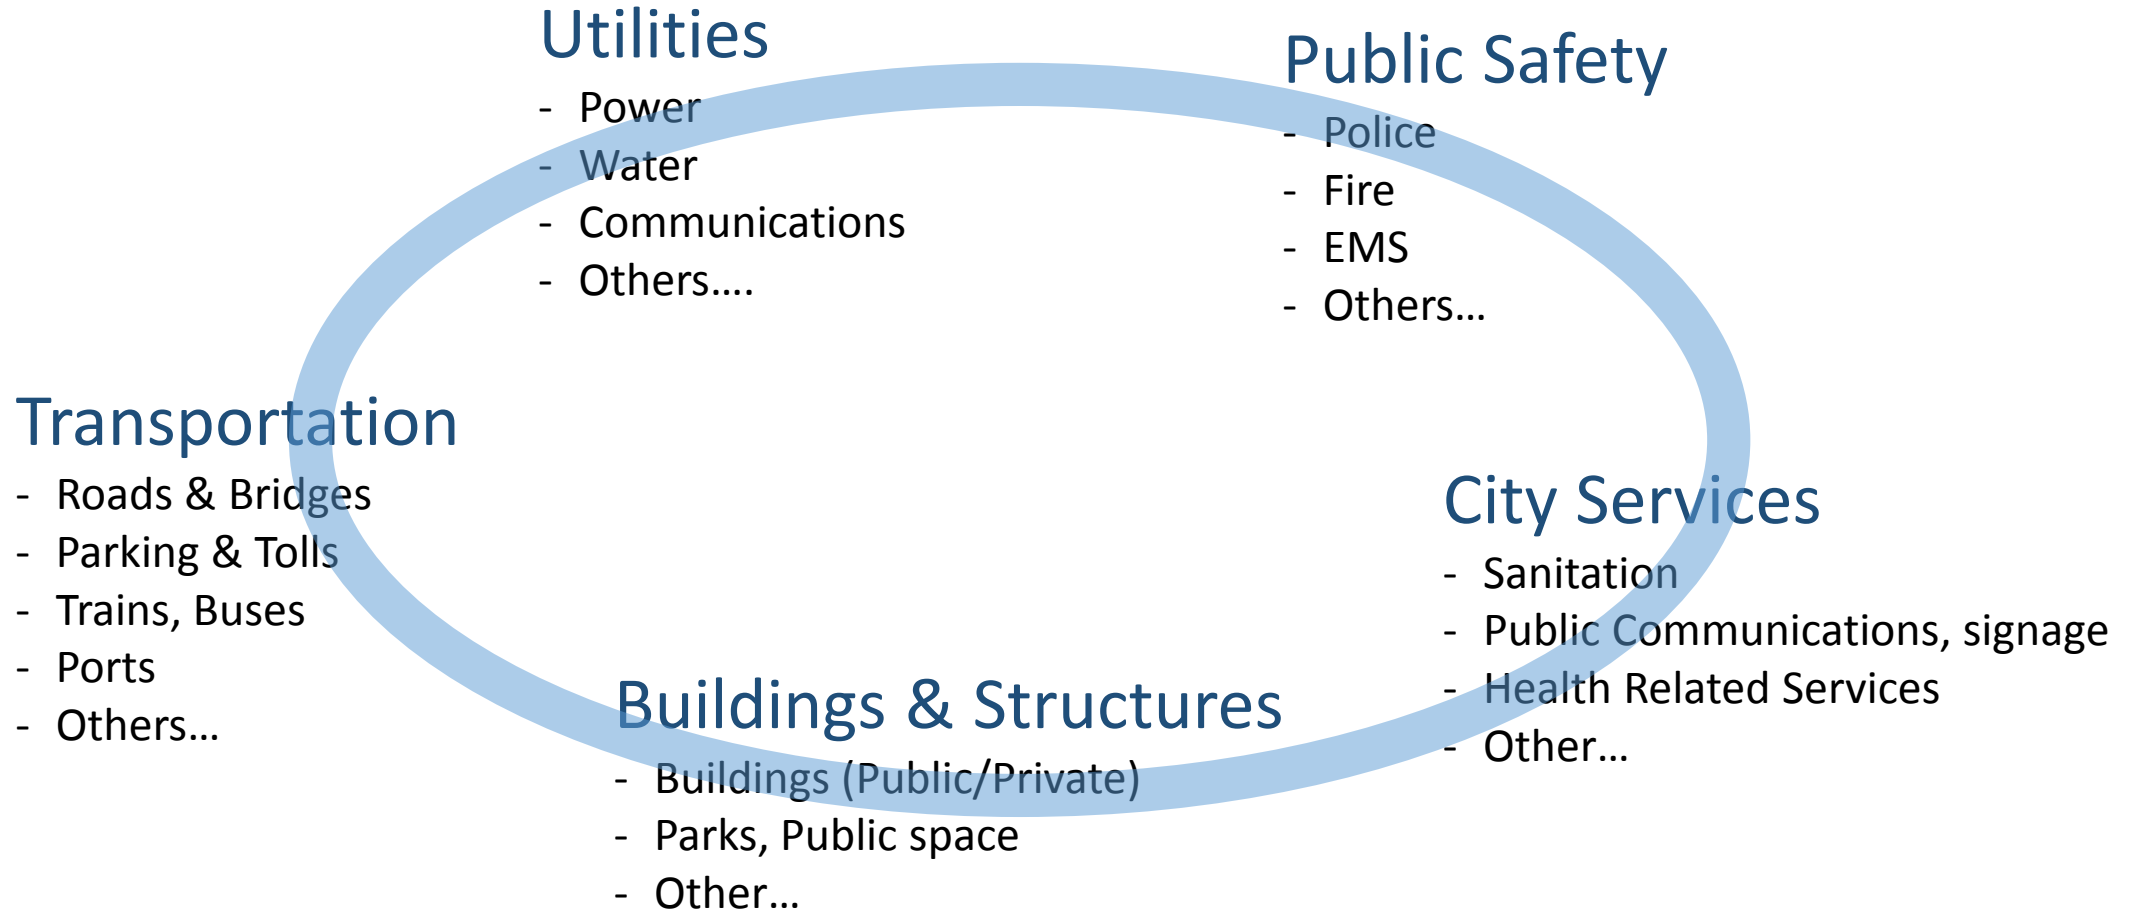 Utilities
- Power
- Water
- Communications
- Others....
Public Safety
- Police
- Fire
- EMS
- Others...
Transportation
- Roads & Bridges
- Parking & Tolls
- Trains, Buses
- Ports
- Others...
City Services
- Sanitation
- Public Communications, signage
- Health Related Services
- Other...
Buildings & Structures
- Buildings (Public/Private)
- Parks, Public space
- Other...